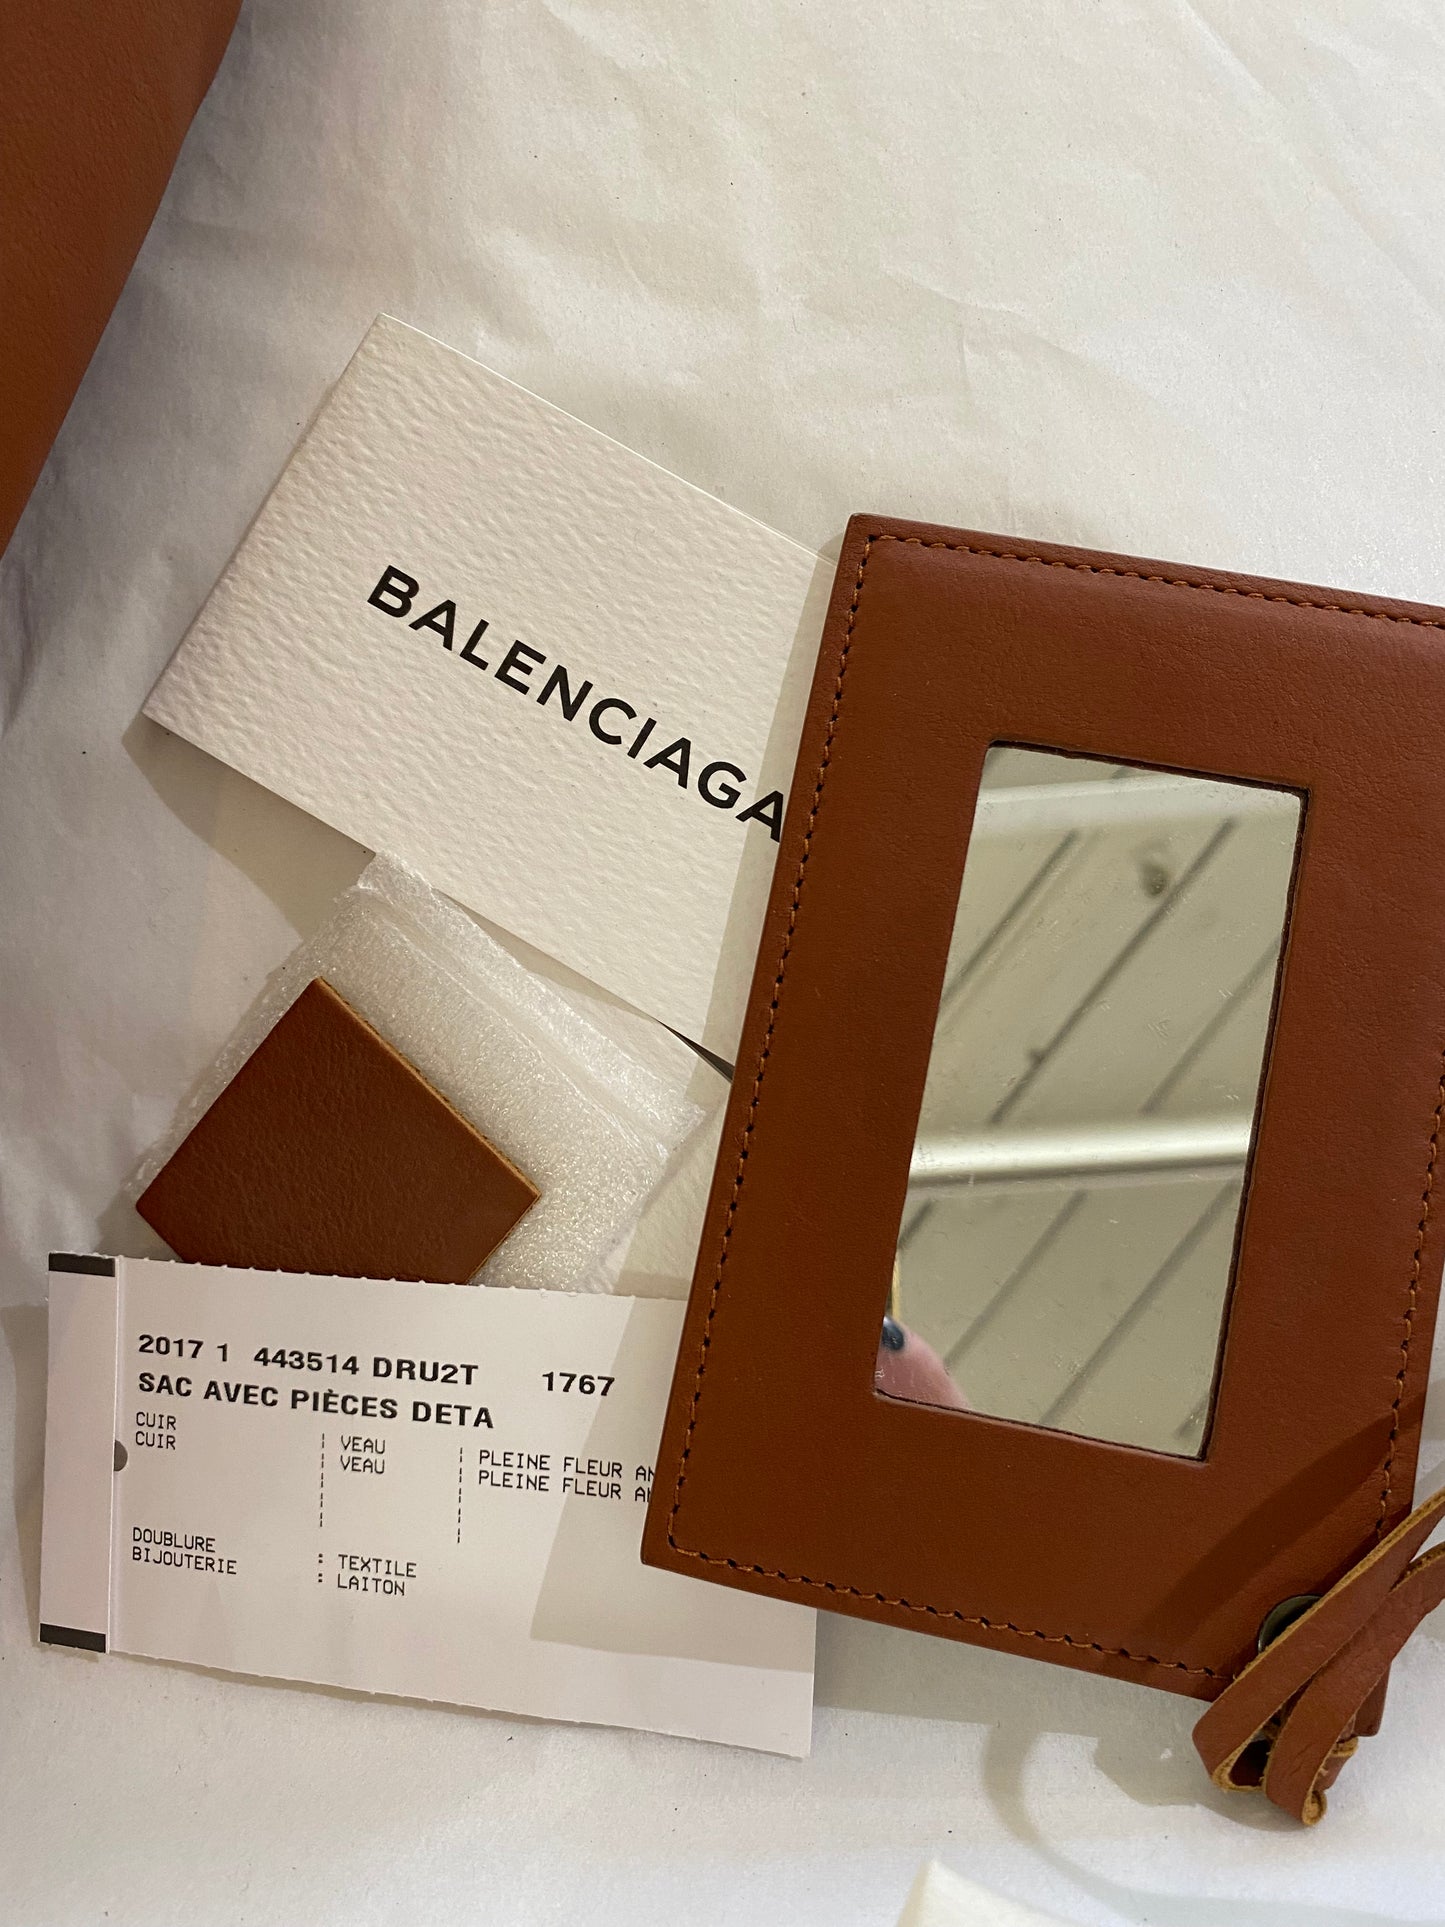 BALENCIAGA
2017 1 443514 DRU2T 1767
SAC AVEC PIÈCES DETA
CUIR VEAU PLEINE FLEUR
CUIR VEAU PLEINE FLEUR
DOUBLURE : TEXTILE
BIJOUTERIE : LAITON